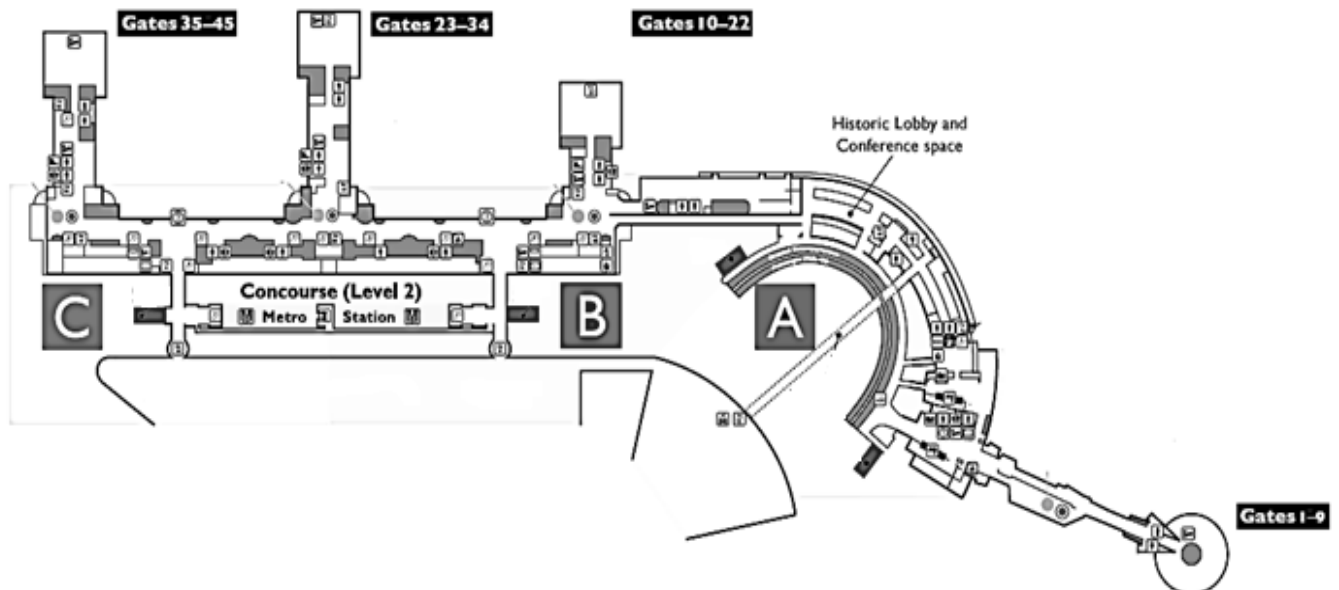 Gates 35–45
Gates 23–34
Gates 10–22
Historic Lobby and
Conference space
Concourse (Level 2)
C
M Metro
Station M
B
A
Gates 1–9